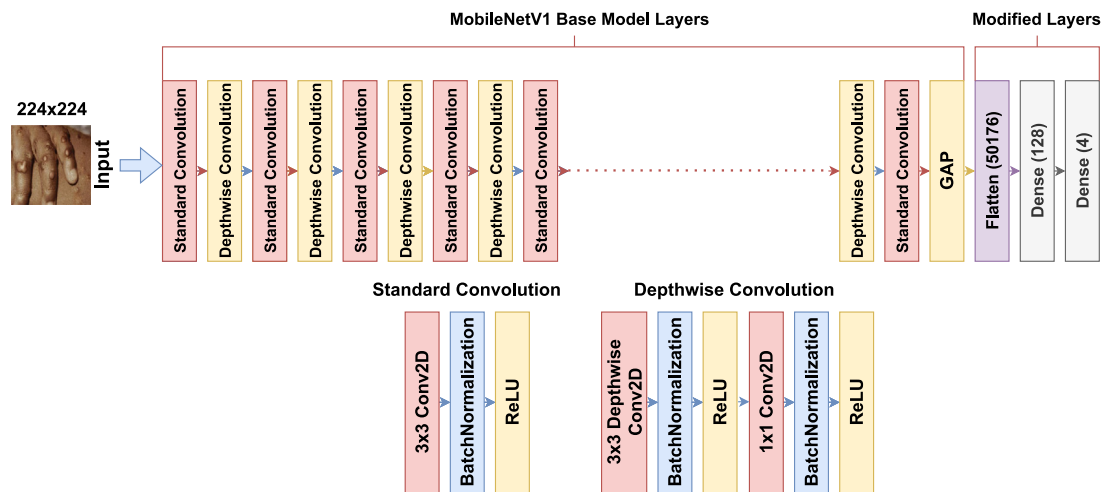 MobileNetV1 Base Model Layers
Modified Layers
224x224
Input
Standard Convolution
Depthwise Convolution
Standard Convolution
Depthwise Convolution
Standard Convolution
Depthwise Convolution
Standard Convolution
Depthwise Convolution
Standard Convolution
Depthwise Convolution
Standard Convolution
GAP
Flatten (50176)
Dense (128)
Dense (4)
Standard Convolution
3x3 Conv2D
BatchNormalization
ReLU
Depthwise Convolution
3x3 Depthwise
Conv2D
BatchNormalization
ReLU
1x1 Conv2D
BatchNormalization
ReLU